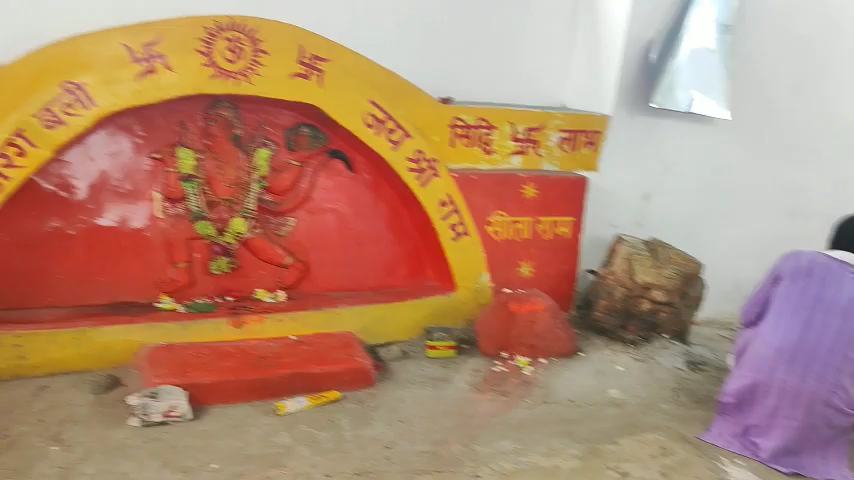 बली
ॐ
जय श्री राम
सिद्धि लाभ
सीता राम